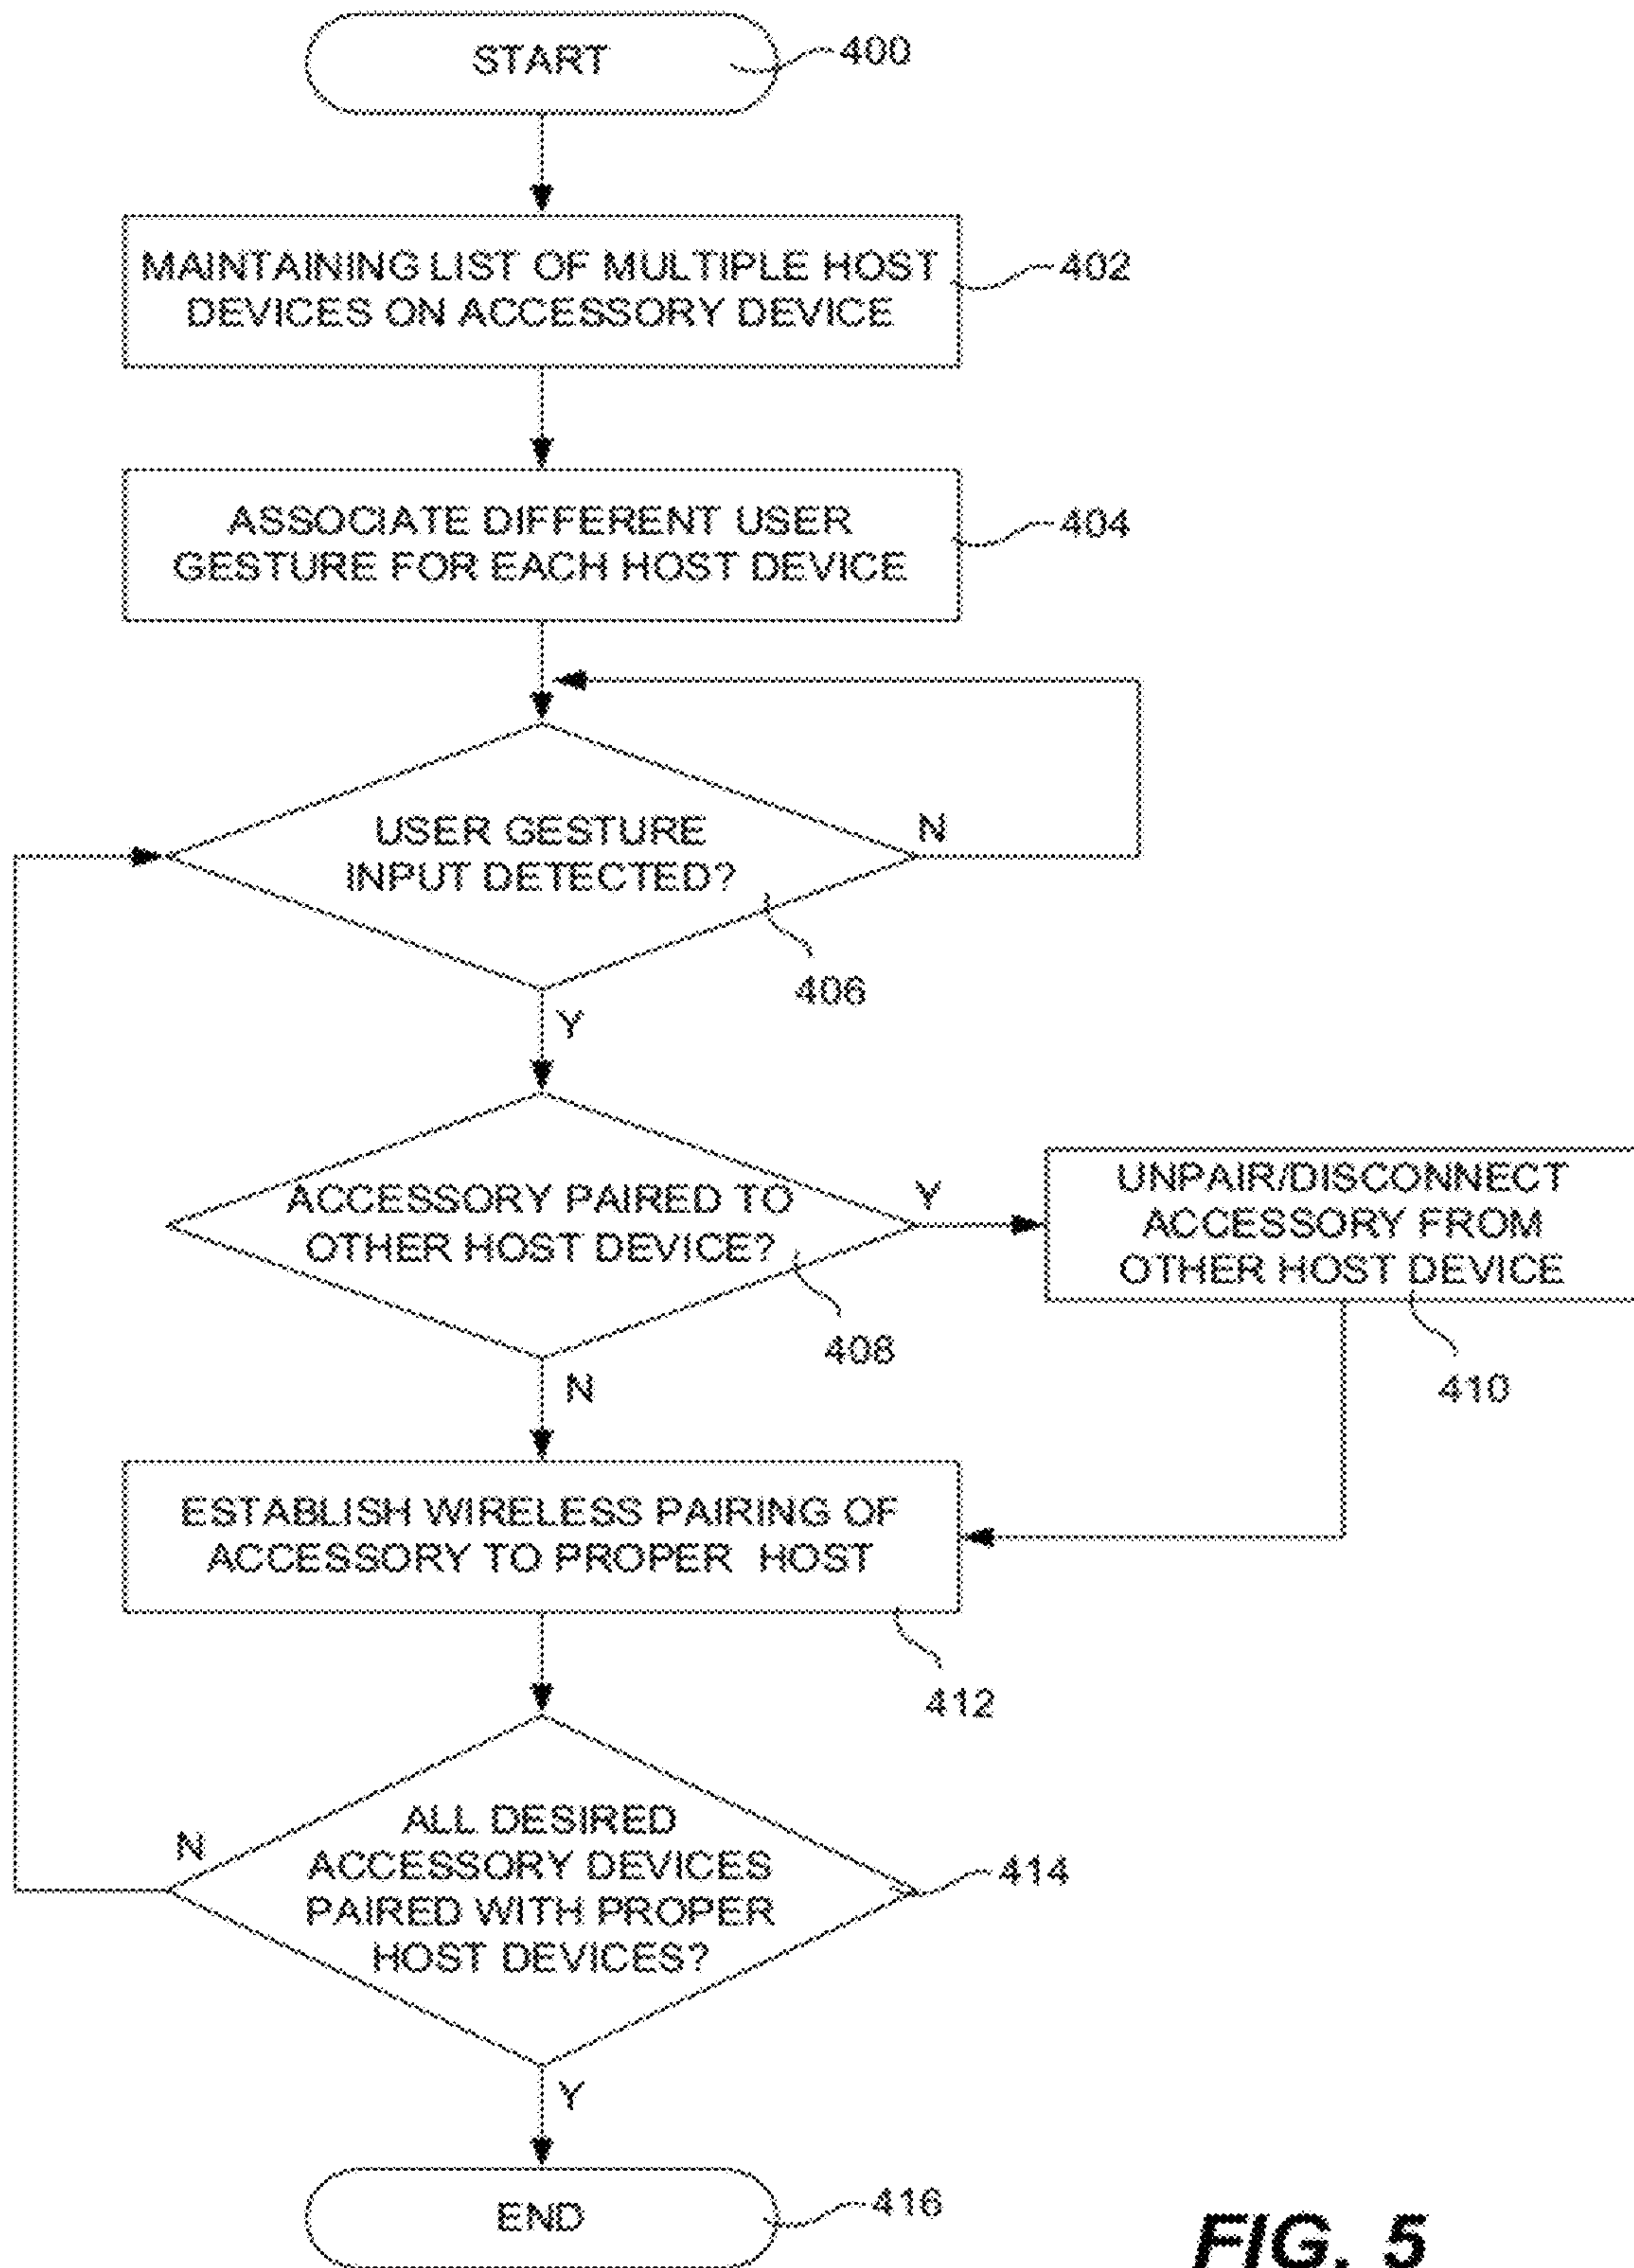 START
400
MAINTAINING LIST OF MULTIPLE HOST
DEVICES ON ACCESSORY DEVICE
402
ASSOCIATE DIFFERENT USER
GESTURE FOR EACH HOST DEVICE
404
USER GESTURE
INPUT DETECTED?
N
406
Y
ACCESSORY PAIRED TO
OTHER HOST DEVICE?
Y
408
UNPAIR/DISCONNECT
ACCESSORY FROM
OTHER HOST DEVICE
410
N
ESTABLISH WIRELESS PAIRING OF
ACCESSORY TO PROPER HOST
412
N
ALL DESIRED
ACCESSORY DEVICES
PAIRED WITH PROPER
HOST DEVICES?
414
Y
END
416
FIG. 5